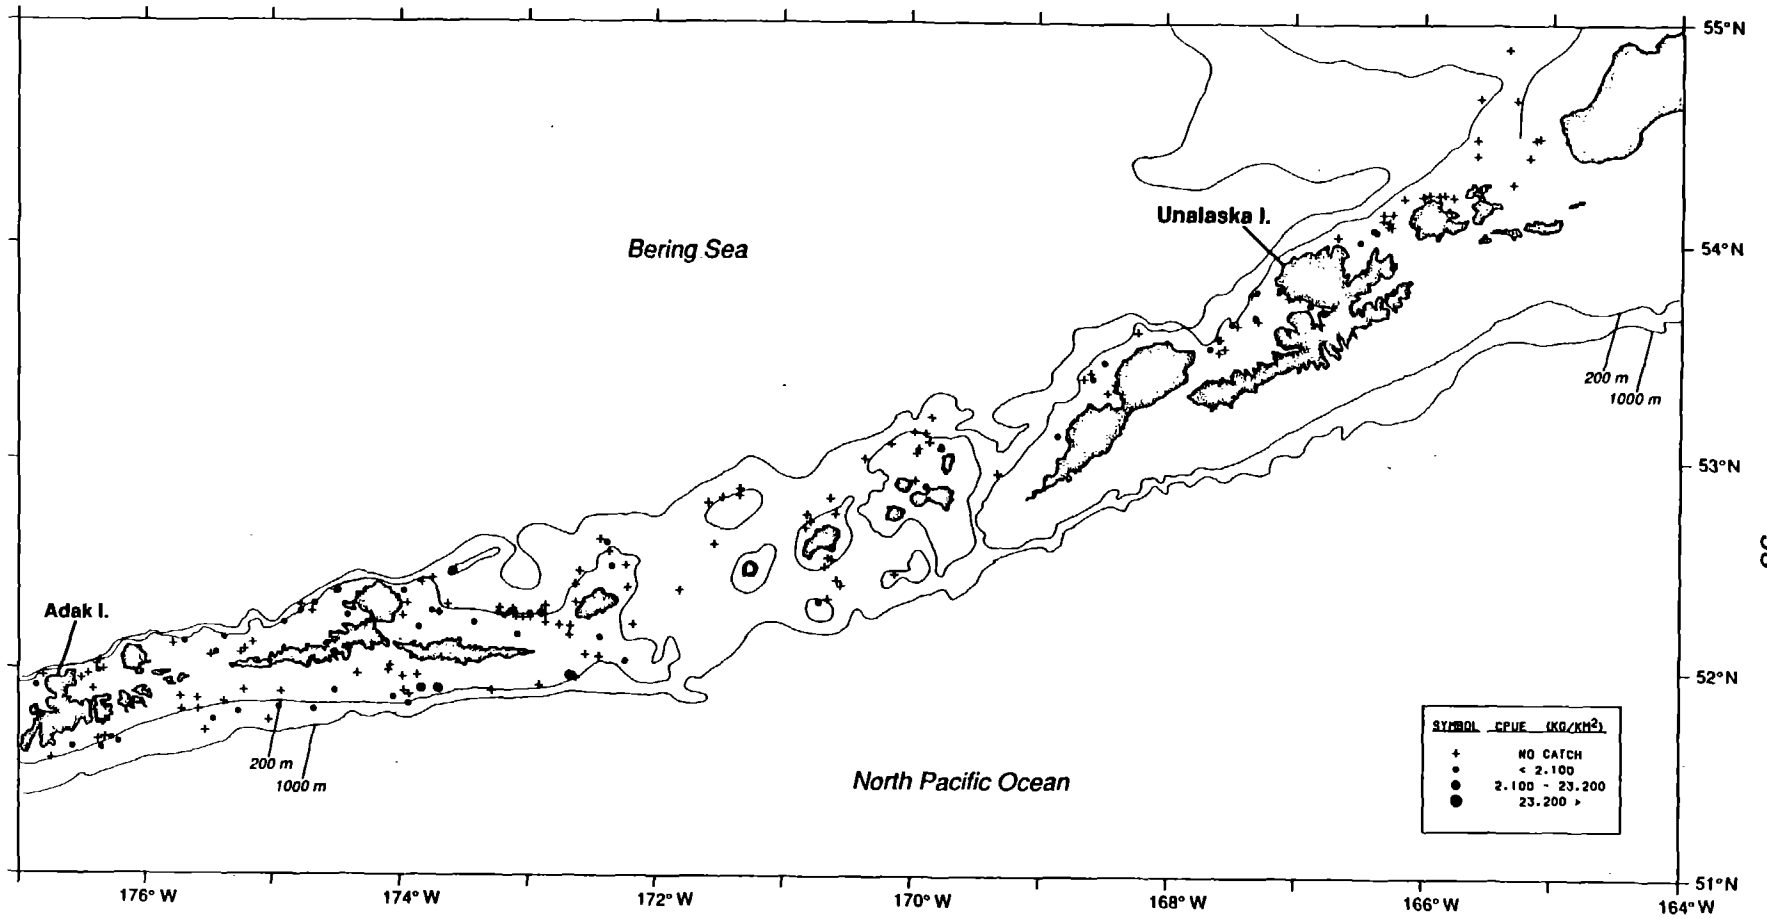 55°N
Unalaska I.
Bering Sea
54°N
200 m
1000 m
53°N
Adak I.
52°N
SYMBOL CPUE (KG/KM²)
+ NO CATCH
• < 2.100
● 2.100 - 23.200
● 23.200 >
200 m
1000 m
North Pacific Ocean
51°N
176°W 174°W 172°W 170°W 168°W 166°W 164°W